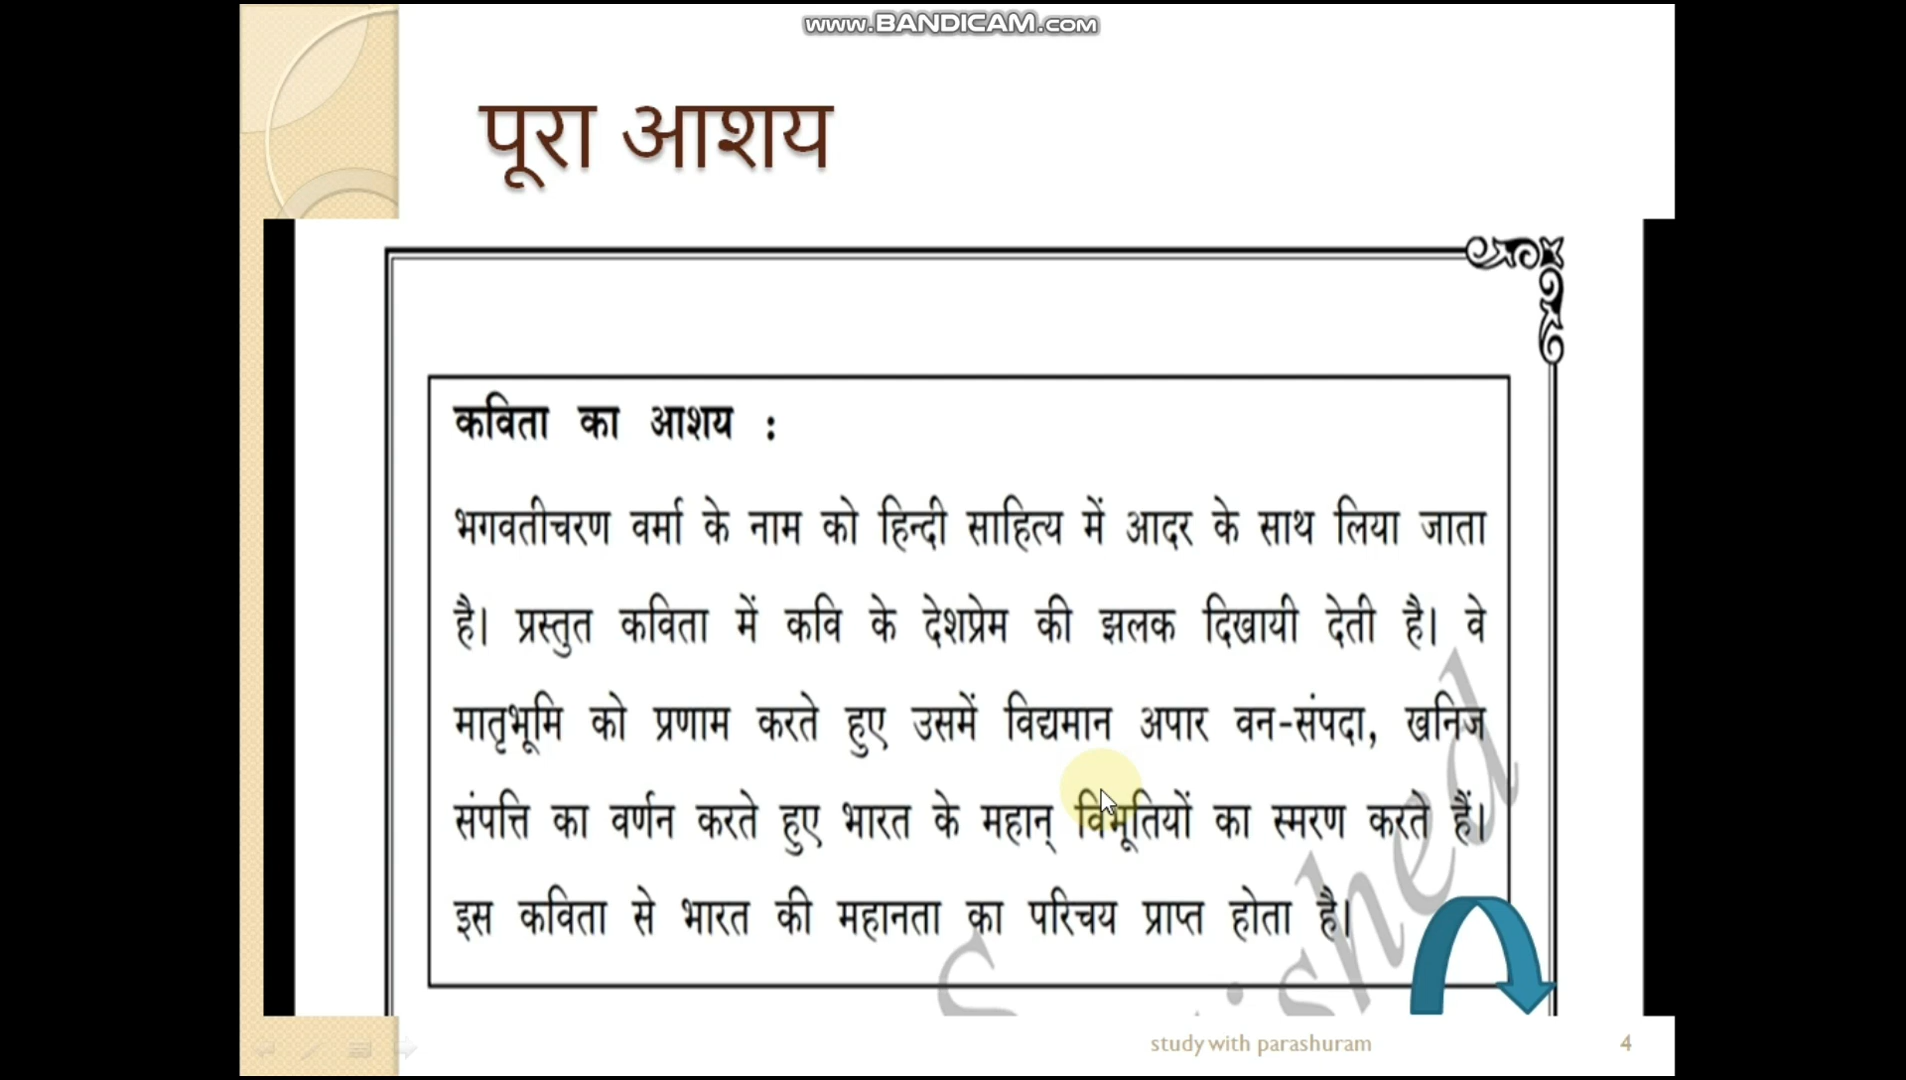 www.BANDICAM.com
पूरा आशय
कविता का आशय :
भगवतीचरण वर्मा के नाम को हिन्दी साहित्य में आदर के साथ लिया जाता
है। प्रस्तुत कविता में कवि के देशप्रेम की झलक दिखायी देती है। वे
मातृभूमि को प्रणाम करते हुए उसमें विद्यमान अपार वन-संपदा, खनिज
संपत्ति का वर्णन करते हुए भारत के महान् विभूतियों का स्मरण करते हैं।
इस कविता से भारत की महानता का परिचय प्राप्त होता है।
study with parashuram
4